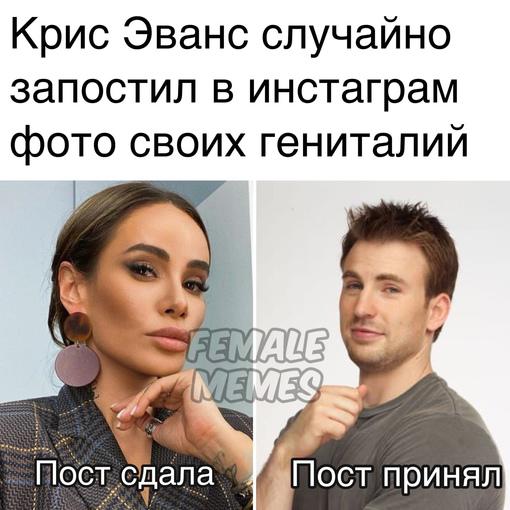 Крис Эванс случайно
запостил в инстаграм
фото своих гениталий
FEMALE
MEMES
Пост сдала
Пост принял